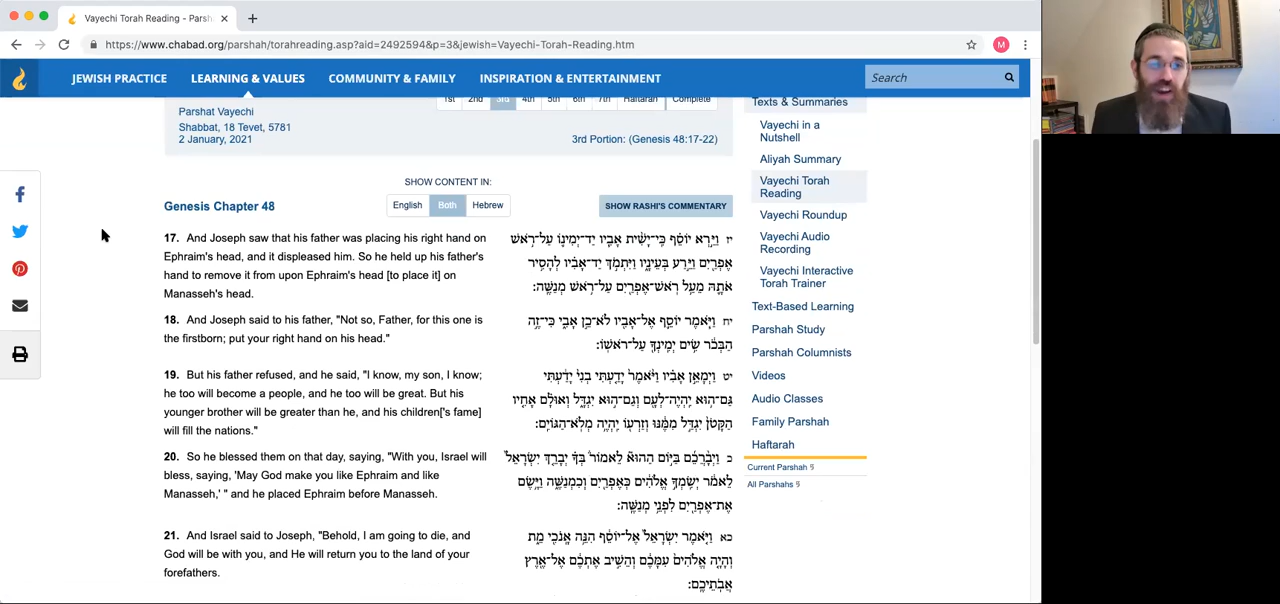 Vayechi Torah Reading - Parsh
https://www.chabad.org/parshah/torahreading.asp?aid=2492594&p=3&jewish=Vayechi-Torah-Reading.htm
M
JEWISH PRACTICE
LEARNING & VALUES
COMMUNITY & FAMILY
INSPIRATION & ENTERTAINMENT
Search
1st 2nd 3rd 4th 5th 6th 7th Haftarah Complete
Parshat Vayechi
Shabbat, 18 Tevet, 5781
2 January, 2021
3rd Portion: (Genesis 48:17-22)
SHOW CONTENT IN:
Genesis Chapter 48
English Both Hebrew
SHOW RASHI'S COMMENTARY
17. And Joseph saw that his father was placing his right hand on
Ephraim's head, and it displeased him. So he held up his father's
hand to remove it from upon Ephraim's head [to place it] on
Manasseh's head.
יז וַיַּ֣רְא יוֹסֵ֗ף כִּֽי־יָשִׁ֨ית אָבִ֧יו יַד־יְמִינ֛וֹ עַל־רֹ֥אשׁ
אֶפְרַ֖יִם וַיֵּ֣רַע בְּעֵינָ֑יו וַיִּתְמֹ֣ךְ יַד־אָבִ֗יו לְהָסִ֥יר
אֹתָ֛הּ מֵעַ֥ל רֹֽאשׁ־אֶפְרַ֖יִם עַל־רֹ֥אשׁ מְנַשֶּֽׁה:
18. And Joseph said to his father, "Not so, Father, for this one is
the firstborn; put your right hand on his head."
יח וַיֹּ֧אמֶר יוֹסֵ֛ף אֶל־אָבִ֖יו לֹא־כֵ֣ן אָבִ֑י כִּי־זֶ֣ה
הַבְּכֹ֔ר שִׂ֥ים יְמִֽינְךָ֖ עַל־רֹאשֽׁוֹ:
19. But his father refused, and he said, "I know, my son, I know;
he too will become a people, and he too will be great. But his
younger brother will be greater than he, and his children['s fame]
will fill the nations."
יט וַיְמָאֵ֣ן אָבִ֗יו וַיֹּ֨אמֶר֙ יָדַ֤עְתִּי בְנִי֙ יָדַ֔עְתִּי
גַּם־ה֥וּא יִֽהְיֶה־לְּעָ֖ם וְגַם־ה֣וּא יִגְדָּ֑ל וְאוּלָ֗ם אָחִ֤יו
הַקָּטֹן֙ יִגְדַּ֣ל מִמֶּ֔נּוּ וְזַרְע֖וֹ יִהְיֶ֥ה מְלֹֽא־הַגּוֹיִֽם:
20. So he blessed them on that day, saying, "With you, Israel will
bless, saying, 'May God make you like Ephraim and like
Manasseh,' " and he placed Ephraim before Manasseh.
כ וַיְבָ֨רֲכֵ֜ם בַּיּ֣וֹם הַהוּא֘ לֵאמוֹר֒ בְּךָ֗ יְבָרֵ֤ךְ יִשְׂרָאֵל֙
לֵאמֹ֔ר יְשִֽׂמְךָ֣ אֱלֹהִ֔ים כְּאֶפְרַ֖יִם וְכִמְנַשֶּׁ֑ה וַיָּ֥שֶׂם
אֶת־אֶפְרַ֖יִם לִפְנֵ֥י מְנַשֶּֽׁה:
21. And Israel said to Joseph, "Behold, I am going to die, and
God will be with you, and He will return you to the land of your
forefathers.
כא וַיֹּ֤אמֶר יִשְׂרָאֵל֙ אֶל־יוֹסֵ֔ף הִנֵּ֥ה אָֽנֹכִ֖י מֵ֑ת
וְהָיָ֤ה אֱלֹהִים֙ עִמָּכֶ֔ם וְהֵשִׁ֣יב אֶתְכֶ֔ם אֶל־אֶ֖רֶץ
אֲבֹֽתֵיכֶֽם:
Texts & Summaries
Vayechi in a
Nutshell
Aliyah Summary
Vayechi Torah
Reading
Vayechi Roundup
Vayechi Audio
Recording
Vayechi Interactive
Torah Trainer
Text-Based Learning
Parshah Study
Parshah Columnists
Videos
Audio Classes
Family Parshah
Haftarah
Current Parshah
All Parshahs